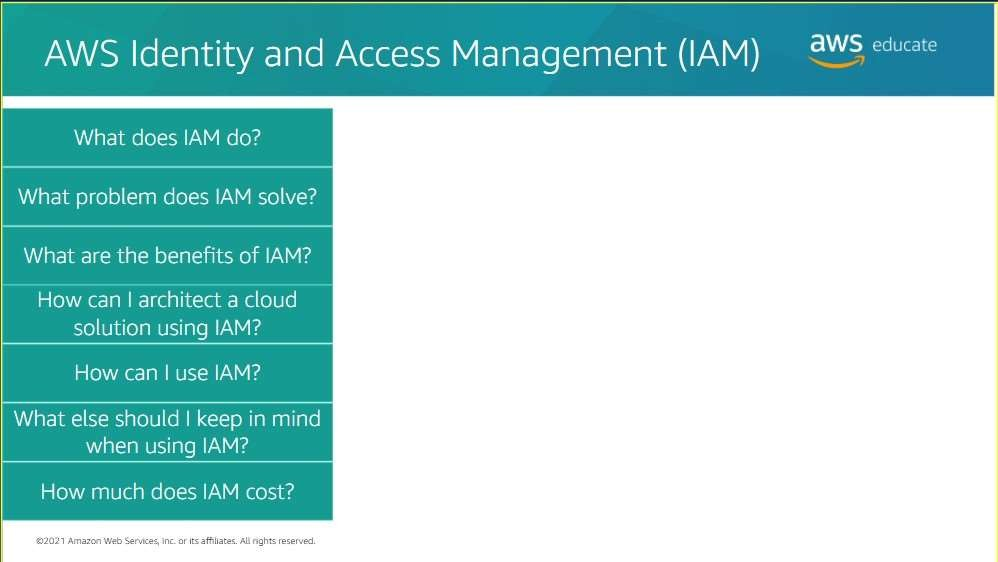 AWS Identity and Access Management (IAM)
aws educate
What does IAM do?
What problem does IAM solve?
What are the benefits of IAM?
How can I architect a cloud
solution using IAM?
How can I use IAM?
What else should I keep in mind
when using IAM?
How much does IAM cost?
©2021 Amazon Web Services, Inc. or its affiliates. All rights reserved.